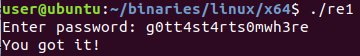 user@ubuntu:~/binaries/linux/x64$ ./re1
Enter password: g0tt4st4rts0mwh3re
You got it!